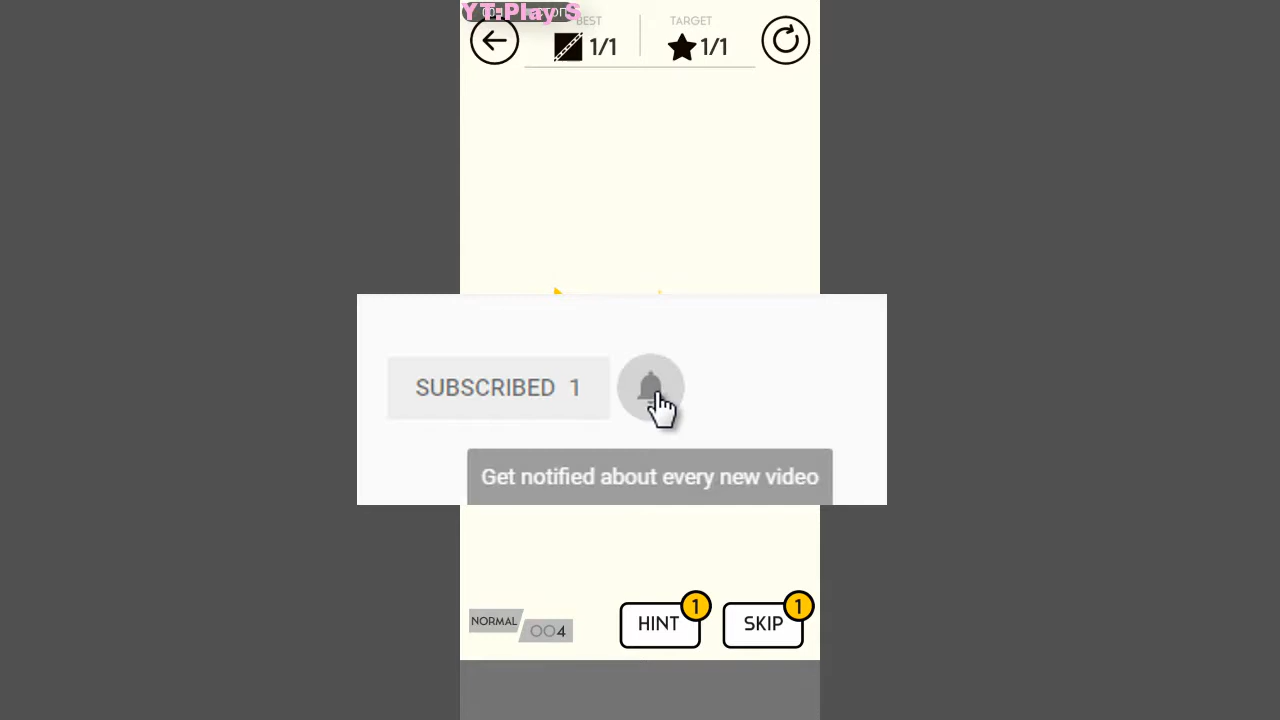 YT:Play S
BEST
TARGET
1/1
1/1
SUBSCRIBED 1
Get notified about every new video
NORMAL
004
HINT
1
SKIP
1